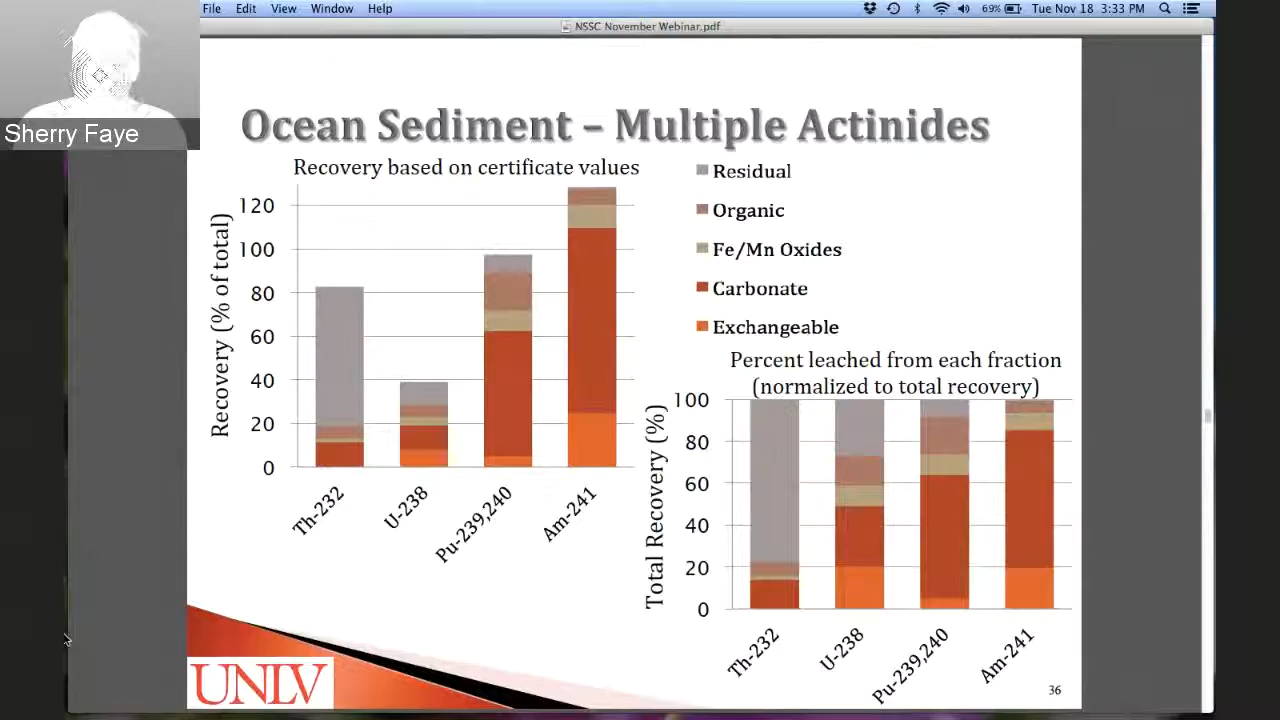 File Edit View Window Help
69% Tue Nov 18 3:33 PM
NSSC November Webinar.pdf
Sherry Faye
Ocean Sediment – Multiple Actinides
Recovery based on certificate values
Recovery (% of total)
120
100
80
60
40
20
0
Th-232
U-238
Pu-239,240
Am-241
Residual
Organic
Fe/Mn Oxides
Carbonate
Exchangeable
Percent leached from each fraction
(normalized to total recovery)
Total Recovery (%)
100
80
60
40
20
0
Th-232
U-238
Pu-239,240
Am-241
UNLV
36